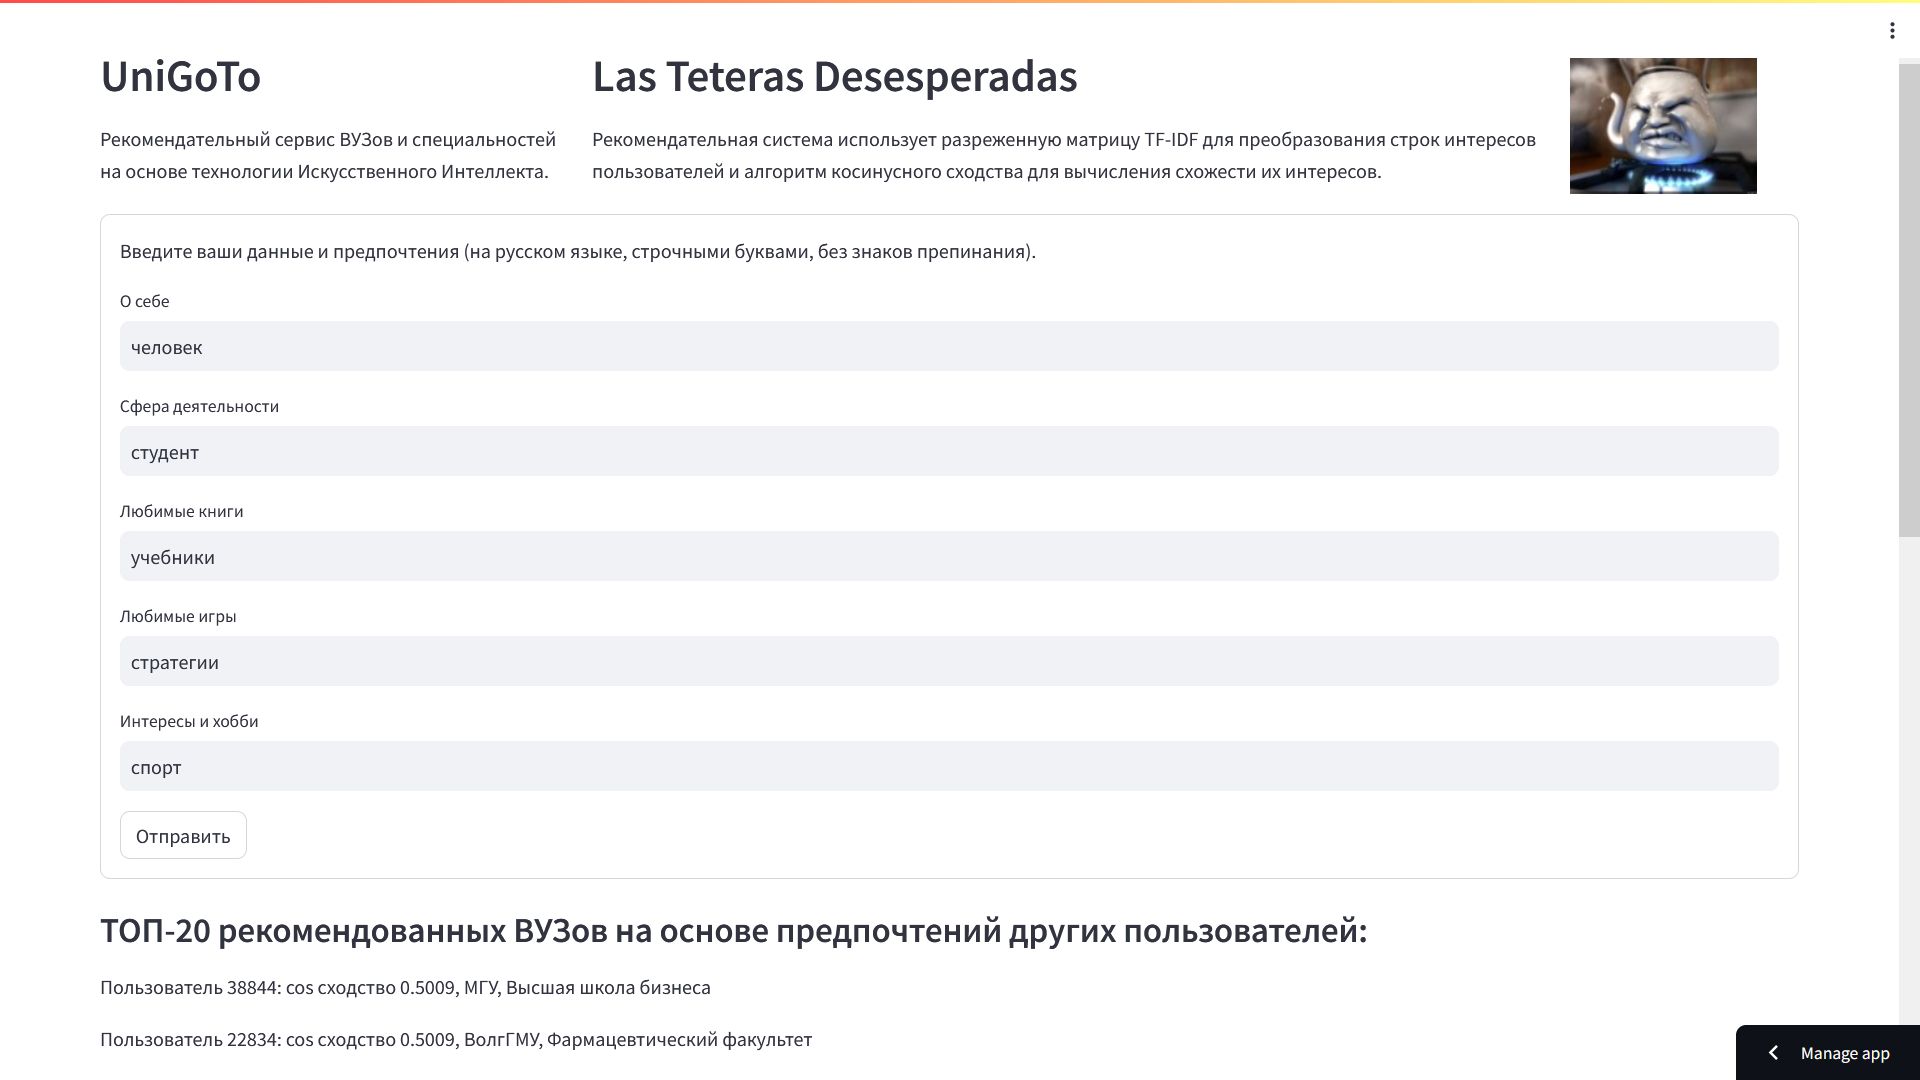 UniGoTo
Рекомендательный сервис ВУЗов и специальностей
на основе технологии Искусственного Интеллекта.
Las Teteras Desesperadas
Рекомендательная система использует разреженную матрицу TF-IDF для преобразования строк интересов
пользователей и алгоритм косинусного сходства для вычисления схожести их интересов.
Введите ваши данные и предпочтения (на русском языке, строчными буквами, без знаков препинания).
О себе
человек
Сфера деятельности
студент
Любимые книги
учебники
Любимые игры
стратегии
Интересы и хобби
спорт
Отправить
ТОП-20 рекомендованных ВУЗов на основе предпочтений других пользователей:
Пользователь 38844: cos сходство 0.5009, МГУ, Высшая школа бизнеса
Пользователь 22834: cos сходство 0.5009, ВолгГМУ, Фармацевтический факультет
Manage app